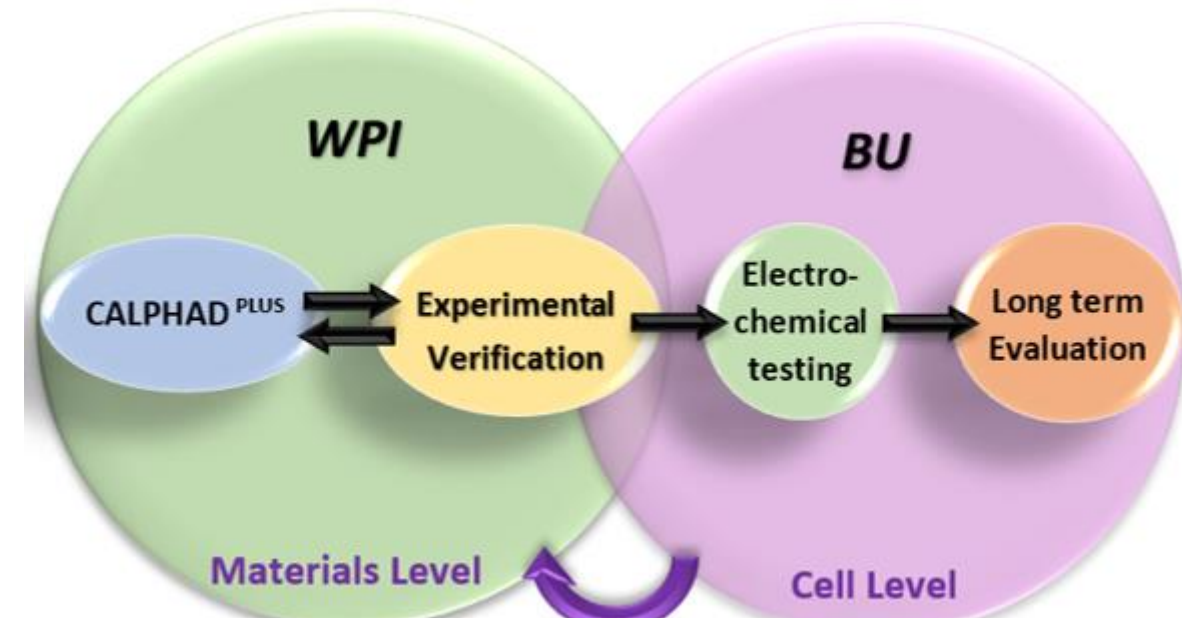 WPI
BU
CALPHAD PLUS
Experimental
Verification
Electro-
chemical
testing
Long term
Evaluation
Materials Level
Cell Level